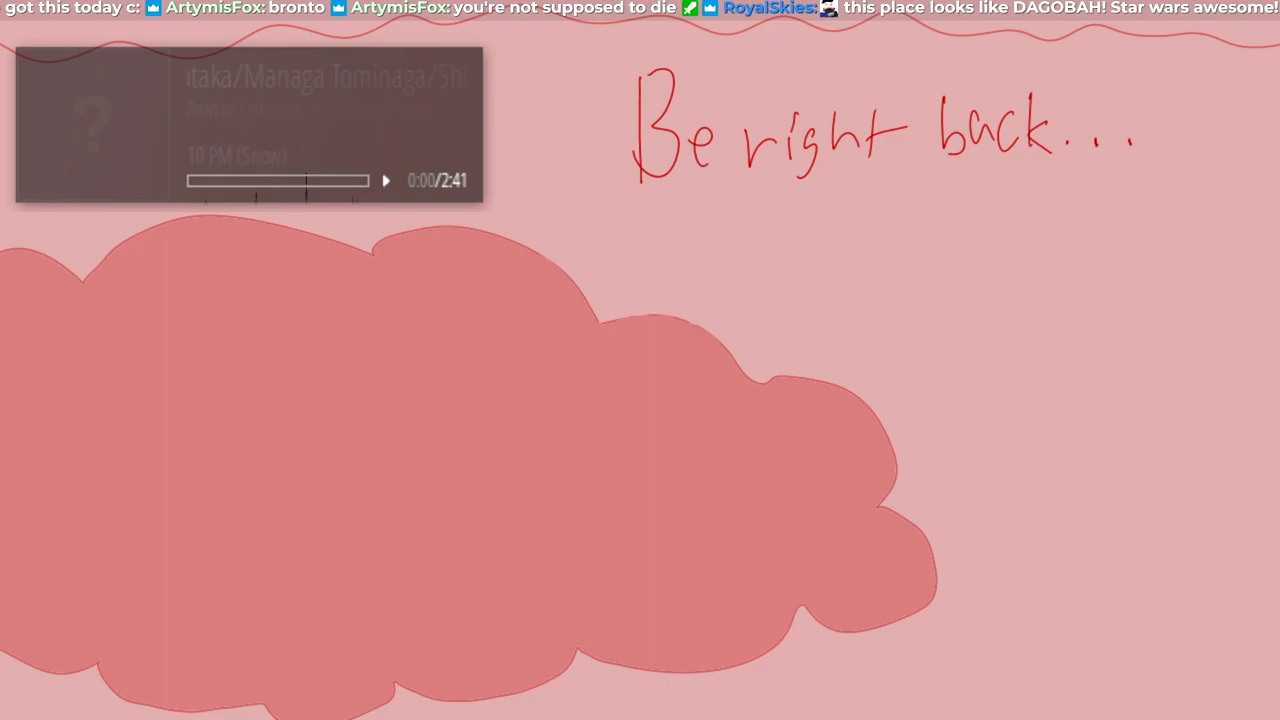 got this today c: ArtymisFox: bronto ArtymisFox: you're not supposed to die RoyalSkies: this place looks like DAGOBAH! Star wars awesome!
taka/Managa Tominaga/Shi
10 PM (Snow)
0:00/2:41
Be right back...